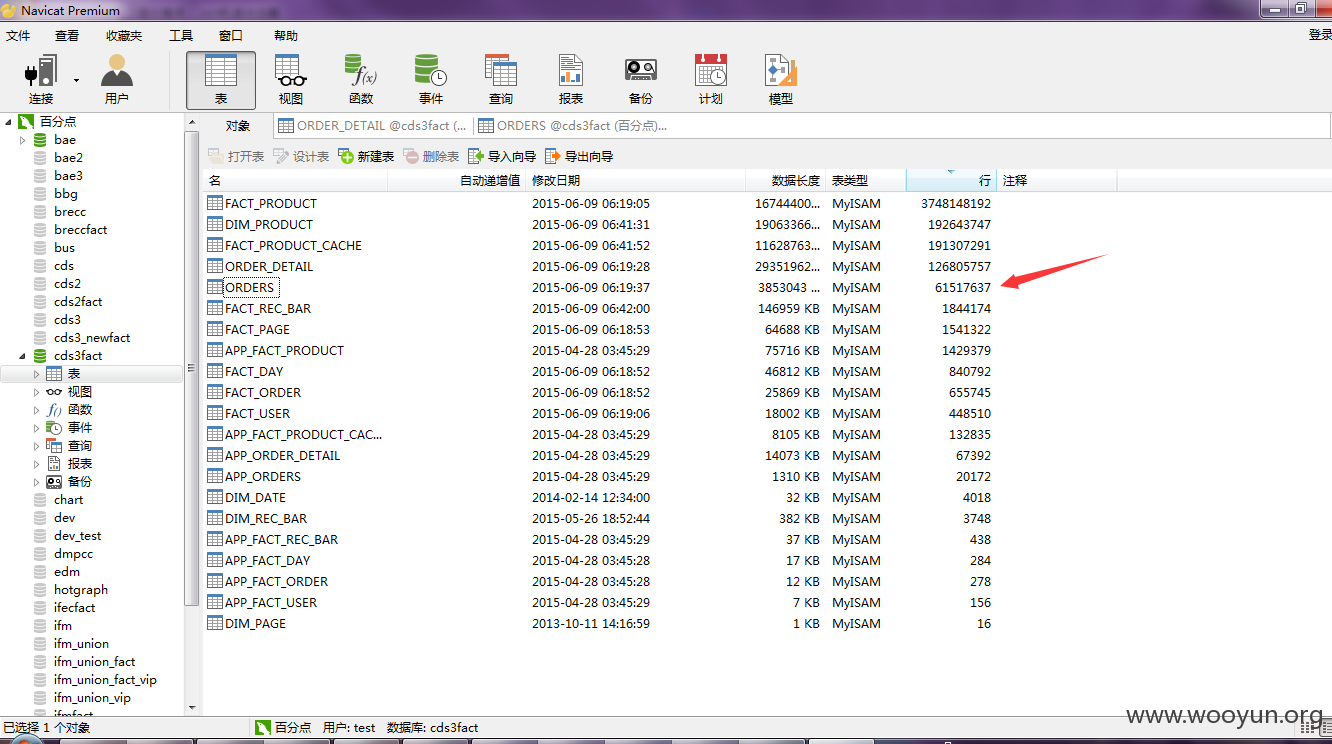 Navicat Premium
文件 查看 收藏夹 工具 窗口 帮助 登录
连接 用户 表 视图 函数 事件 查询 报表 备份 计划 模型
百分点
bae
bae2
bae3
bbg
brecc
breccfact
bus
cds
cds2
cds2fact
cds3
cds3_newfact
cds3fact
表
视图
函数
事件
查询
报表
备份
chart
dev
dev_test
dmpcc
edm
hotgraph
ifecfact
ifm
ifm_union
ifm_union_fact
ifm_union_fact_vip
ifm_union_vip
ifmfact
对象 ORDER_DETAIL @cds3fact (... ORDERS @cds3fact (百分点)...
打开表 设计表 新建表 删除表 导入向导 导出向导
名 自动递增值 修改日期 数据长度 表类型 行 注释
FACT_PRODUCT 2015-06-09 06:19:05 16744400... MyISAM 3748148192
DIM_PRODUCT 2015-06-09 06:41:31 19063366... MyISAM 192643747
FACT_PRODUCT_CACHE 2015-06-09 06:41:52 11628763... MyISAM 191307291
ORDER_DETAIL 2015-06-09 06:19:28 29351962... MyISAM 126805757
ORDERS 2015-06-09 06:19:37 3853043 ... MyISAM 61517637
FACT_REC_BAR 2015-06-09 06:42:00 146959 KB MyISAM 1844174
FACT_PAGE 2015-06-09 06:18:53 64688 KB MyISAM 1541322
APP_FACT_PRODUCT 2015-04-28 03:45:29 75716 KB MyISAM 1429379
FACT_DAY 2015-06-09 06:18:52 46812 KB MyISAM 840792
FACT_ORDER 2015-06-09 06:18:52 25869 KB MyISAM 655745
FACT_USER 2015-06-09 06:19:06 18002 KB MyISAM 448510
APP_FACT_PRODUCT_CAC... 2015-04-28 03:45:29 8105 KB MyISAM 132835
APP_ORDER_DETAIL 2015-04-28 03:45:29 14073 KB MyISAM 67392
APP_ORDERS 2015-04-28 03:45:29 1310 KB MyISAM 20172
DIM_DATE 2014-02-14 12:34:00 32 KB MyISAM 4018
DIM_REC_BAR 2015-05-26 18:52:44 382 KB MyISAM 3748
APP_FACT_REC_BAR 2015-04-28 03:45:29 37 KB MyISAM 438
APP_FACT_DAY 2015-04-28 03:45:28 17 KB MyISAM 284
APP_FACT_ORDER 2015-04-28 03:45:28 12 KB MyISAM 278
APP_FACT_USER 2015-04-28 03:45:29 7 KB MyISAM 156
DIM_PAGE 2013-10-11 14:16:59 1 KB MyISAM 16
已选择 1 个对象 百分点 用户: test 数据库: cds3fact
www.wooyun.org